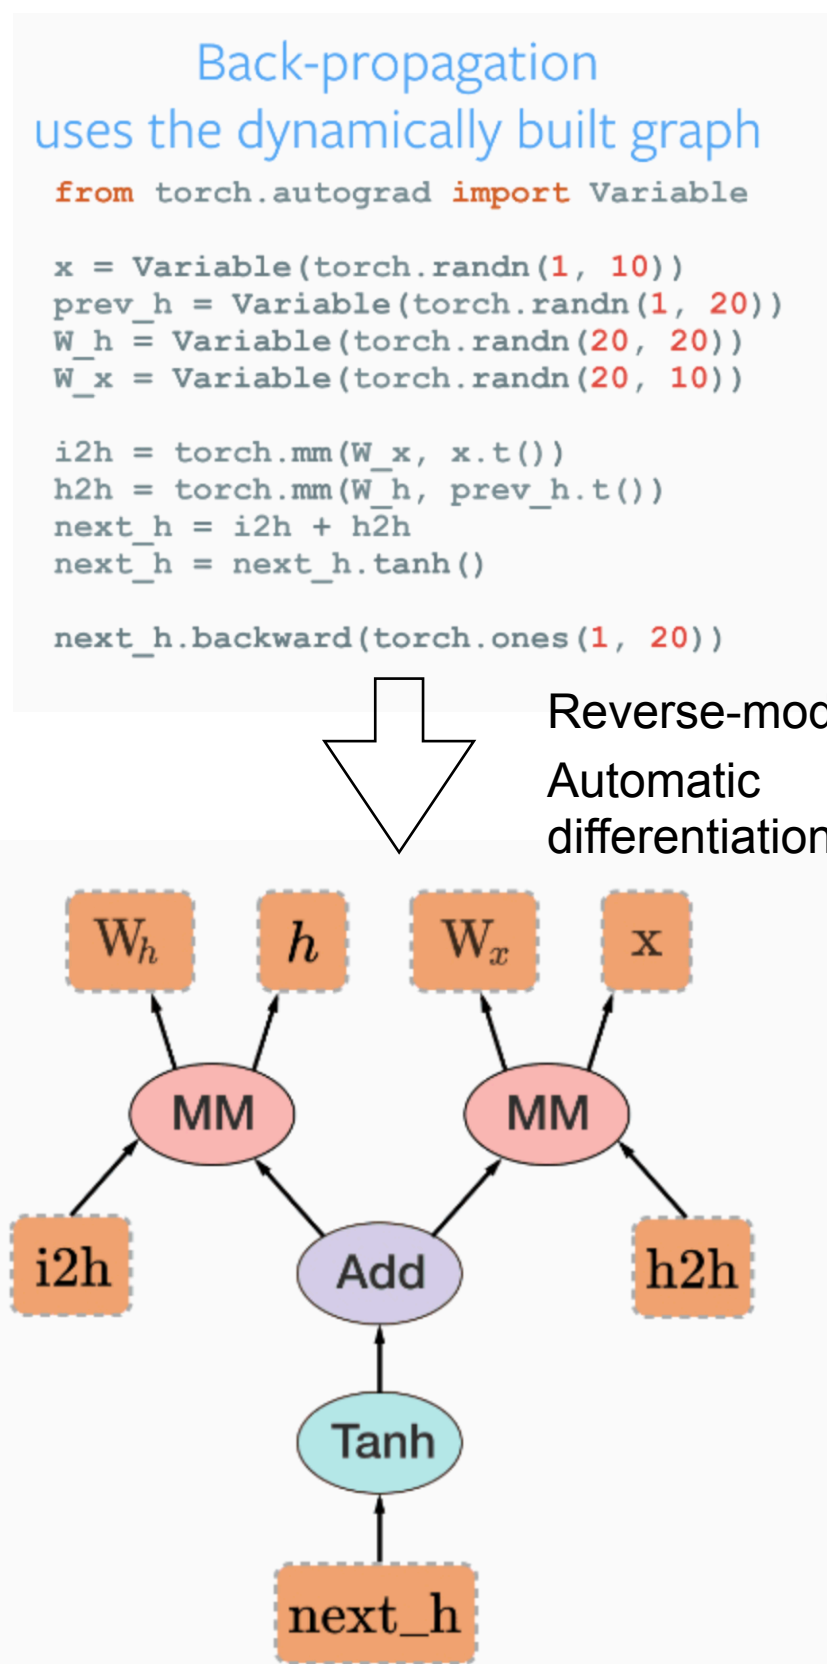 Back-propagation
uses the dynamically built graph
from torch.autograd import Variable
x = Variable(torch.randn(1, 10))
prev_h = Variable(torch.randn(1, 20))
W_h = Variable(torch.randn(20, 20))
W_x = Variable(torch.randn(20, 10))
i2h = torch.mm(W_x, x.t())
h2h = torch.mm(W_h, prev_h.t())
next_h = i2h + h2h
next_h = next_h.tanh()
next_h.backward(torch.ones(1, 20))
Reverse-mod
Automatic
differentiation
W_h h W_x x
MM MM
i2h Add h2h
Tanh
next_h